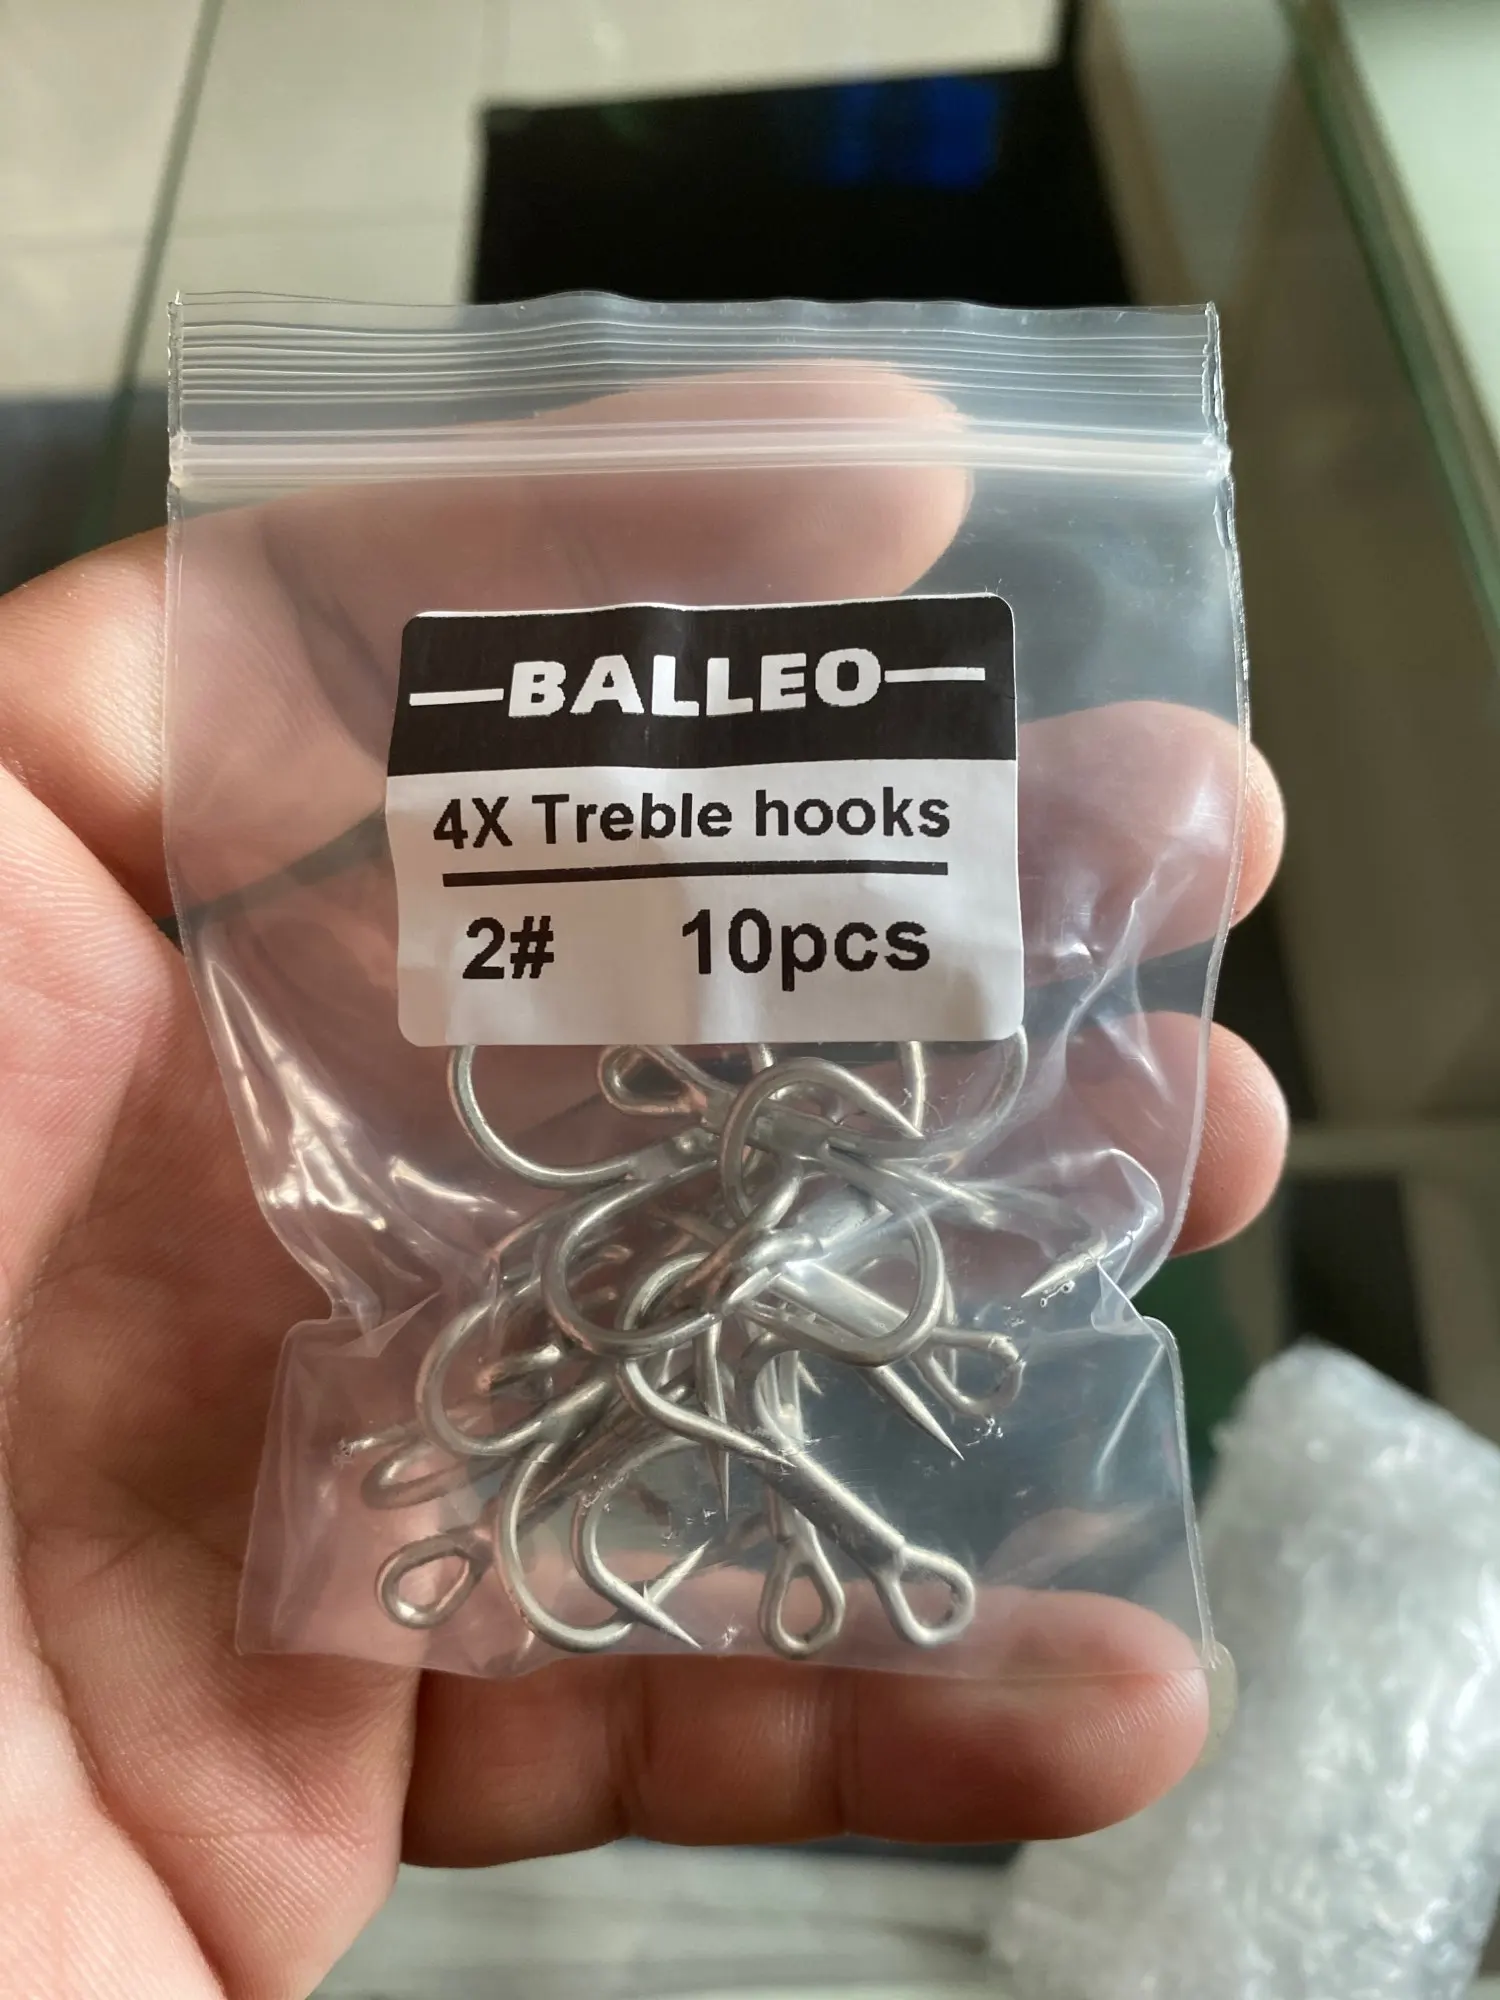 BALLEO
4X Treble hooks
2# 10pcs